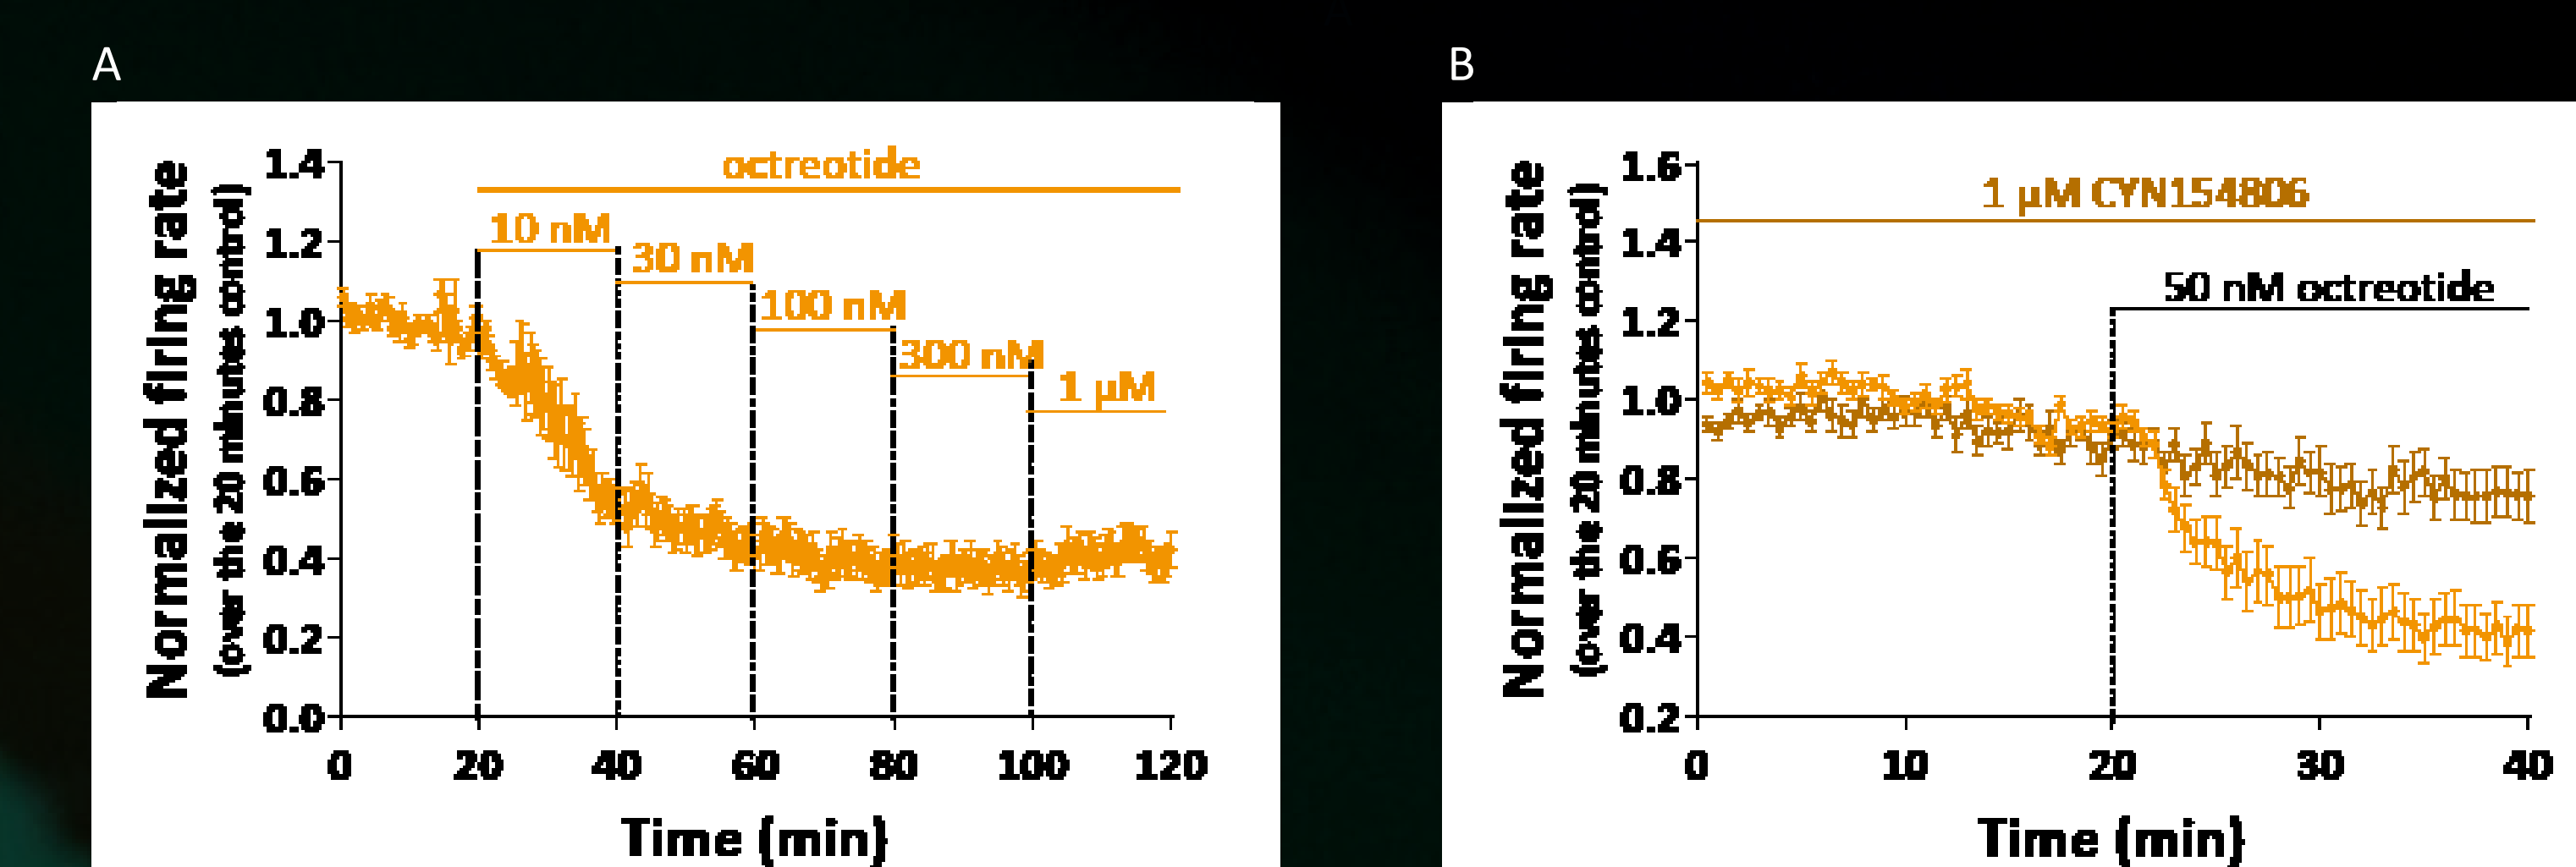 A
Normalized firing rate
(over the 20 minutes control)
1.4
1.2
1.0
0.8
0.6
0.4
0.2
0.0
octreotide
10 nM
30 nM
100 nM
300 nM
1 µM
0 20 40 60 80 100 120
Time (min)
B
Normalized firing rate
(over the 20 minutes control)
1.6
1.4
1.2
1.0
0.8
0.6
0.4
0.2
1 µM CYN154806
50 nM octreotide
0 10 20 30 40
Time (min)